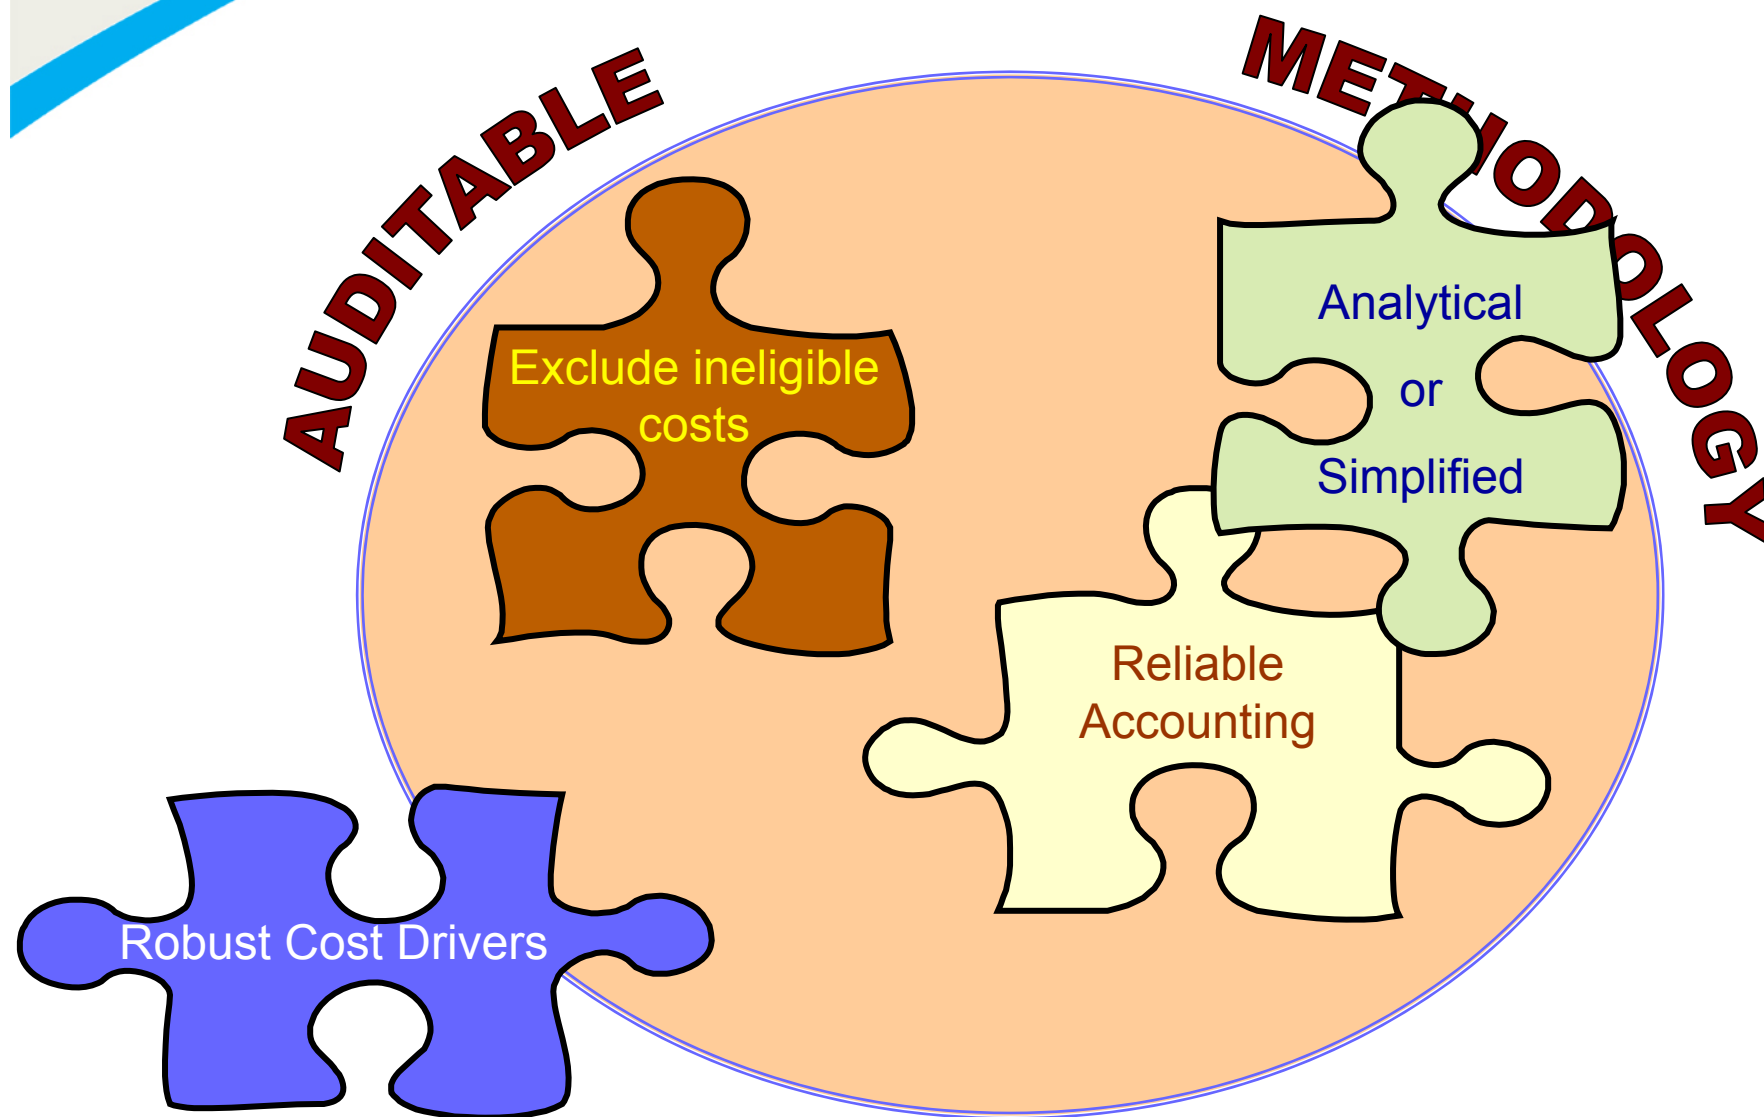 AUDITABLE
METHODOLOGY
Exclude ineligible
costs
Analytical
or
Simplified
Reliable
Accounting
Robust Cost Drivers